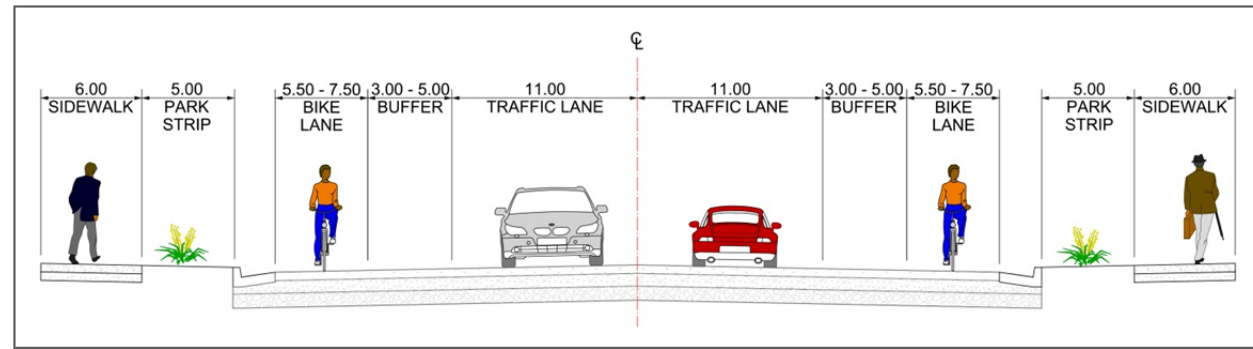 ℄
6.00 5.00 5.50 - 7.50 3.00 - 5.00 11.00 11.00 3.00 - 5.00 5.50 - 7.50 5.00 6.00
SIDEWALK PARK BIKE BUFFER TRAFFIC LANE TRAFFIC LANE BUFFER BIKE PARK SIDEWALK
STRIP LANE LANE STRIP